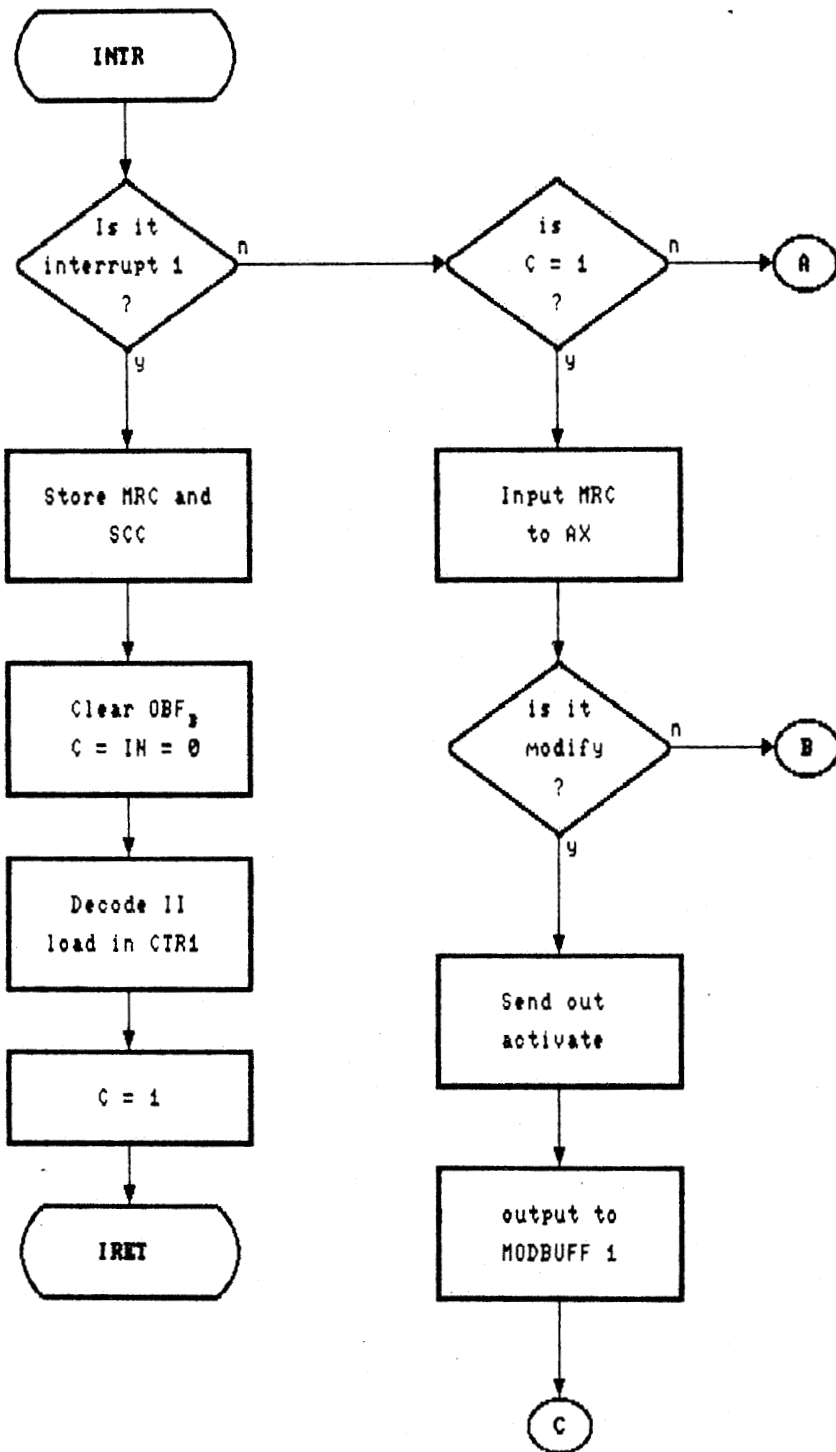 INTR
Is it
interrupt 1
?
n
y
Store MRC and
SCC
Clear OBF_B
C = IN = 0
Decode II
load in CTR1
C = 1
IRET
is
C = 1
?
n
A
y
Input MRC
to AX
is it
modify
?
n
B
y
Send out
activate
output to
MODBUFF 1
C